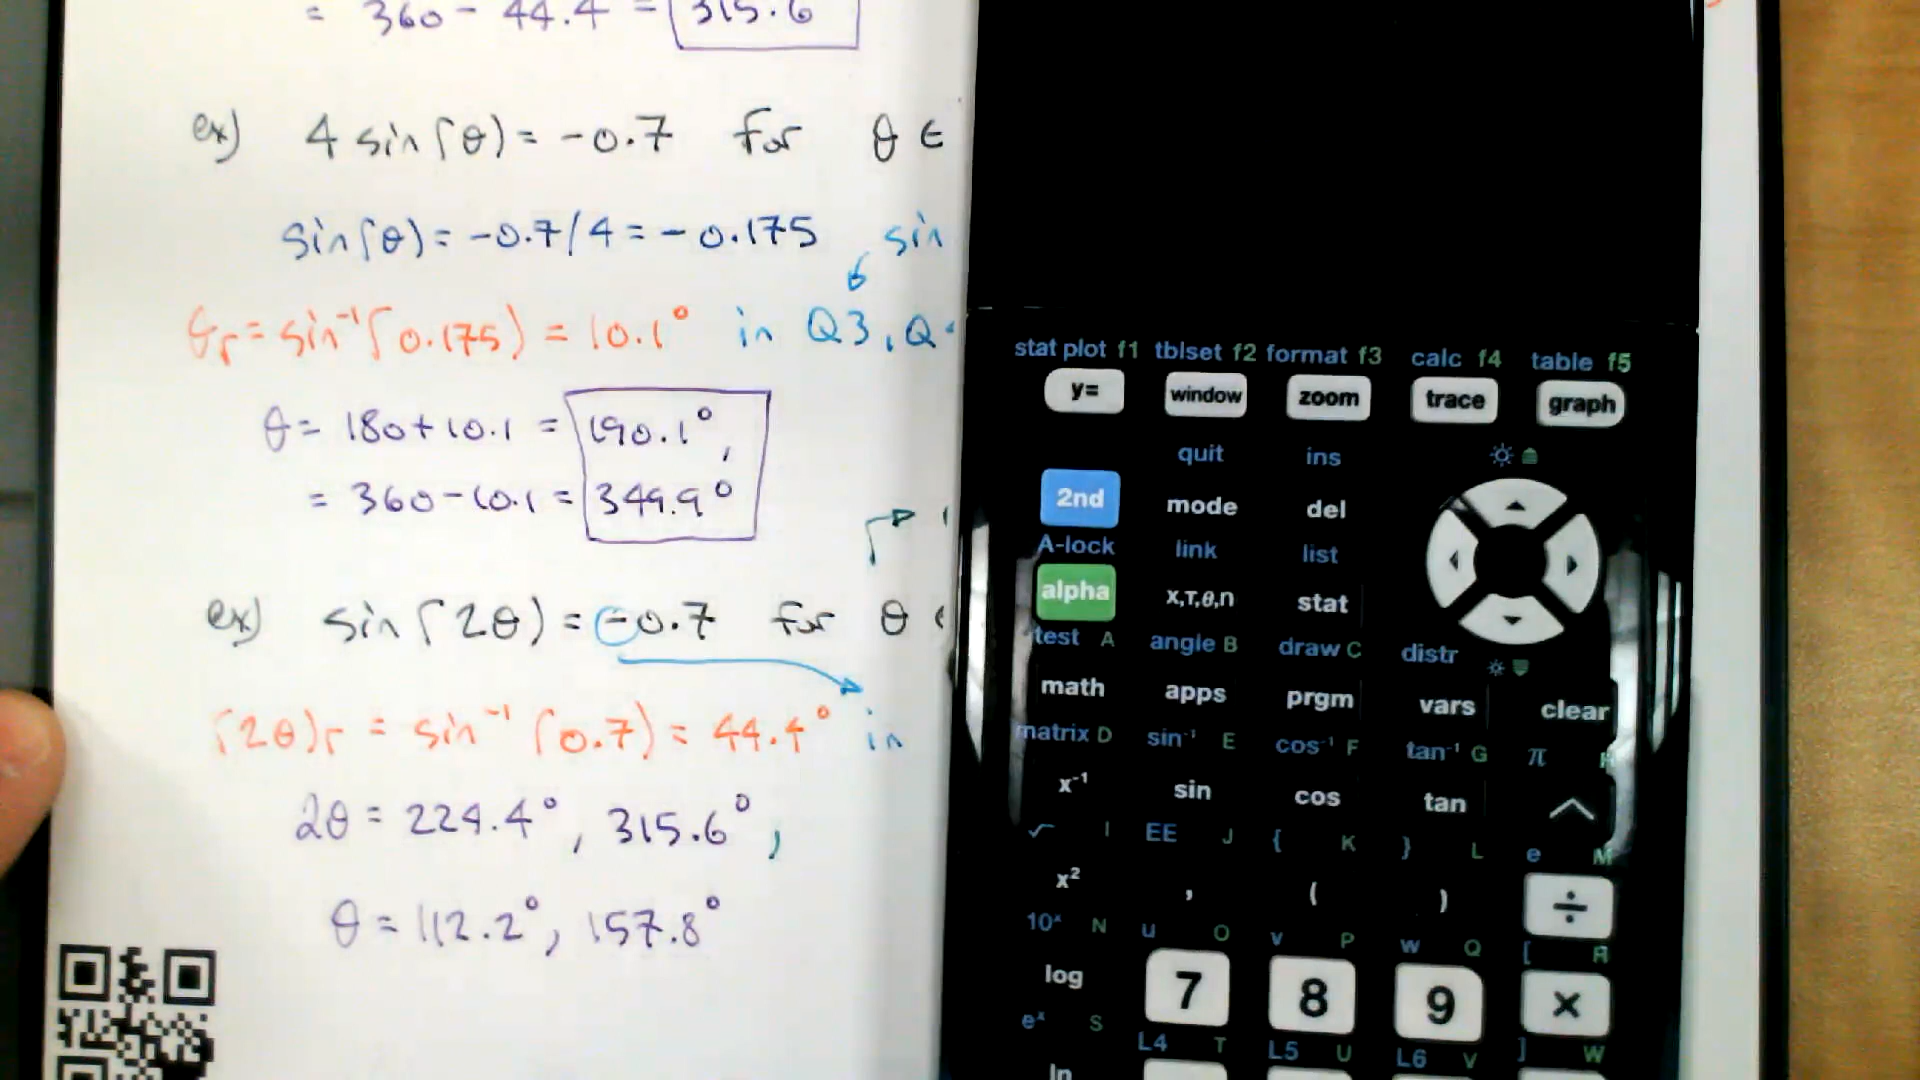 = 360 - 44.4 = 315.6
ex) 4 sin(θ) = -0.7 for θ ∈
sin(θ) = -0.7/4 = -0.175 sin
θr = sin⁻¹(0.175) = 10.1° in Q3, Q
θ = 180+10.1 = 190.1°,
= 360-10.1 = 349.9°
ex) sin(2θ) = -0.7 for θ
(2θ)r = sin⁻¹(0.7) = 44.4° in
2θ = 224.4°, 315.6°,
θ = 112.2°, 157.8°
stat plot f1 tblset f2 format f3 calc f4 table f5
y= window zoom trace graph
quit ins
2nd mode del
A-lock link list
alpha x,T,θ,n stat
test A angle B draw C distr
math apps prgm vars clear
matrix D sin⁻¹ E cos⁻¹ F tan⁻¹ G π H
x⁻¹ sin cos tan ^
√ I EE J { K } L e M
x² , ( ) ÷
10ˣ N u O v P w Q [ R
log 7 8 9 ×
eˣ S L4 T L5 U L6 V ] W
ln